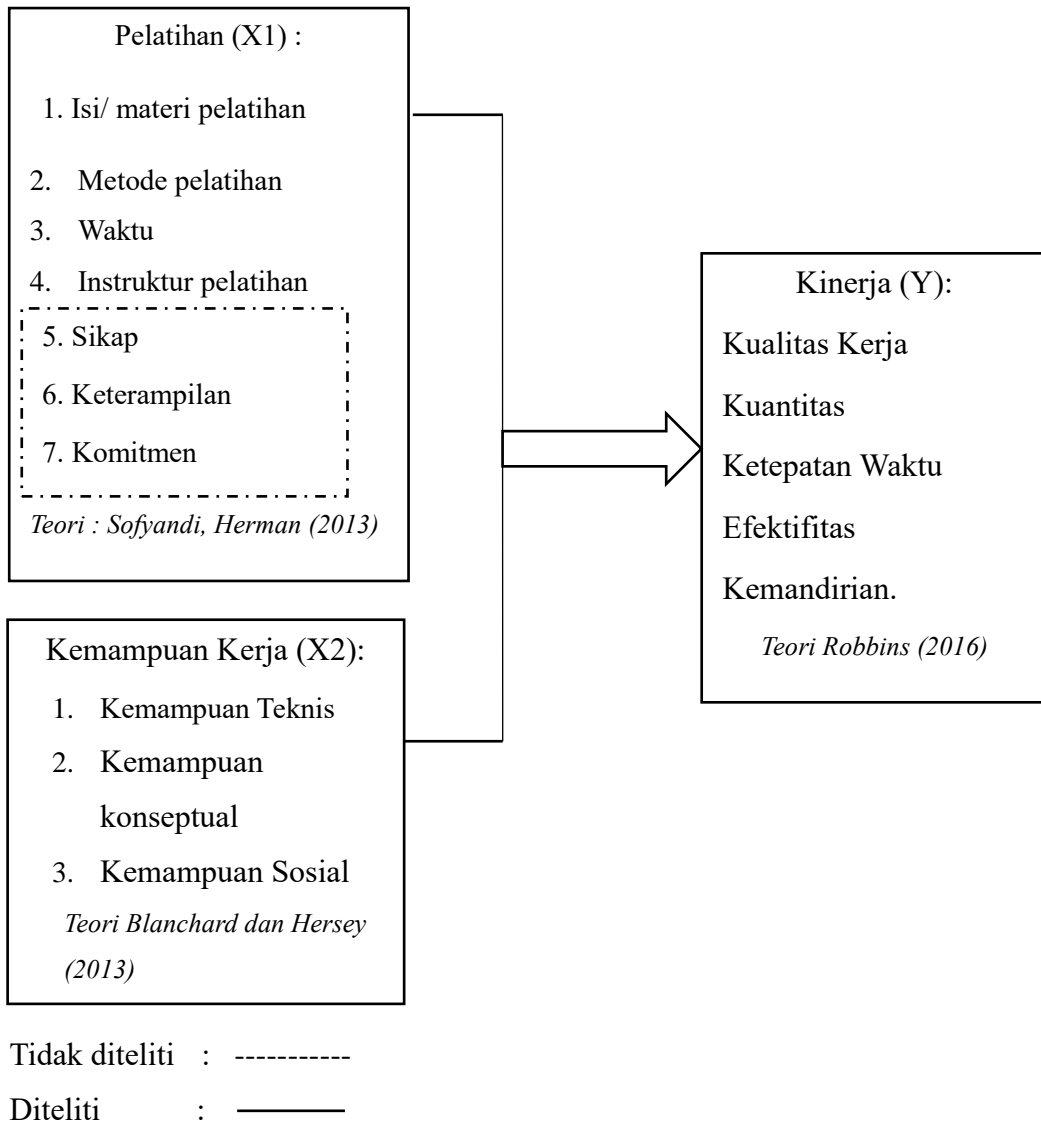 Pelatihan (X1) :
1. Isi/ materi pelatihan
2. Metode pelatihan
3. Waktu
4. Instruktur pelatihan
5. Sikap
6. Keterampilan
7. Komitmen
Teori : Sofyandi, Herman (2013)
Kemampuan Kerja (X2):
1. Kemampuan Teknis
2. Kemampuan
konseptual
3. Kemampuan Sosial
Teori Blanchard dan Hersey
(2013)
Kinerja (Y):
Kualitas Kerja
Kuantitas
Ketepatan Waktu
Efektifitas
Kemandirian.
Teori Robbins (2016)
Tidak diteliti : -----------
Diteliti :